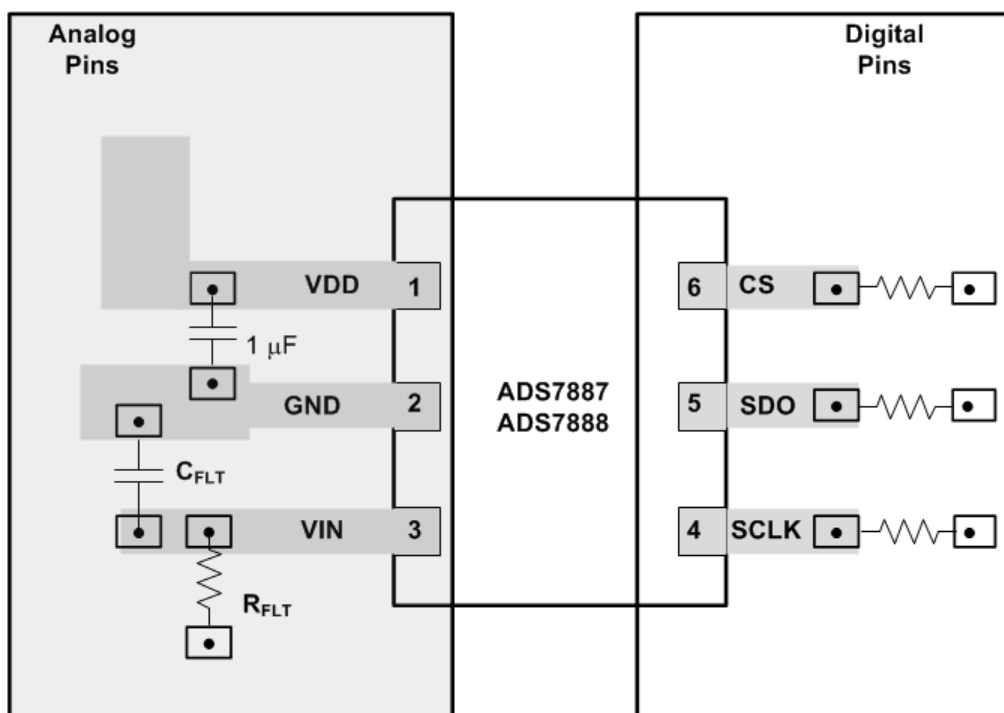 Analog
Pins
Digital
Pins
VDD
1
6
CS
1 μF
GND
2
ADS7887
ADS7888
5
SDO
C_FLT
VIN
3
4
SCLK
R_FLT